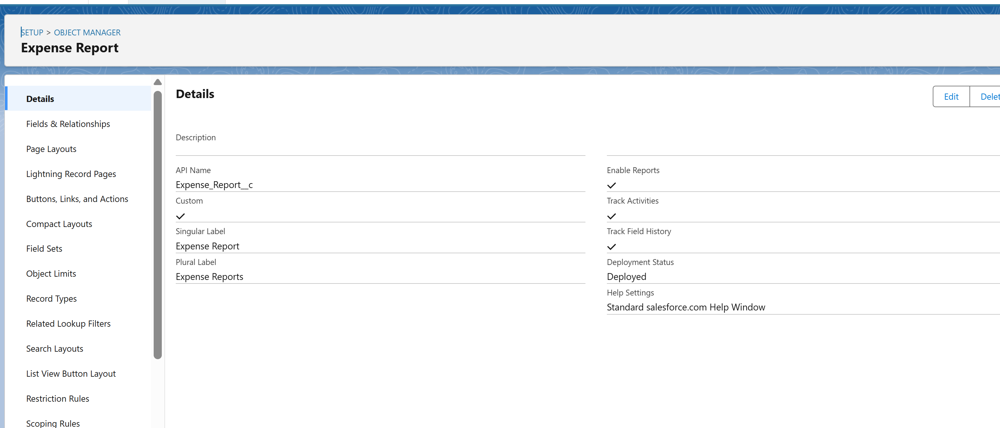 SETUP > OBJECT MANAGER
Expense Report
Details
Fields & Relationships
Page Layouts
Lightning Record Pages
Buttons, Links, and Actions
Compact Layouts
Field Sets
Object Limits
Record Types
Related Lookup Filters
Search Layouts
List View Button Layout
Restriction Rules
Scoping Rules
Details
Edit
Delet
Description
API Name
Expense_Report__c
Custom
Singular Label
Expense Report
Plural Label
Expense Reports
Enable Reports
Track Activities
Track Field History
Deployment Status
Deployed
Help Settings
Standard salesforce.com Help Window